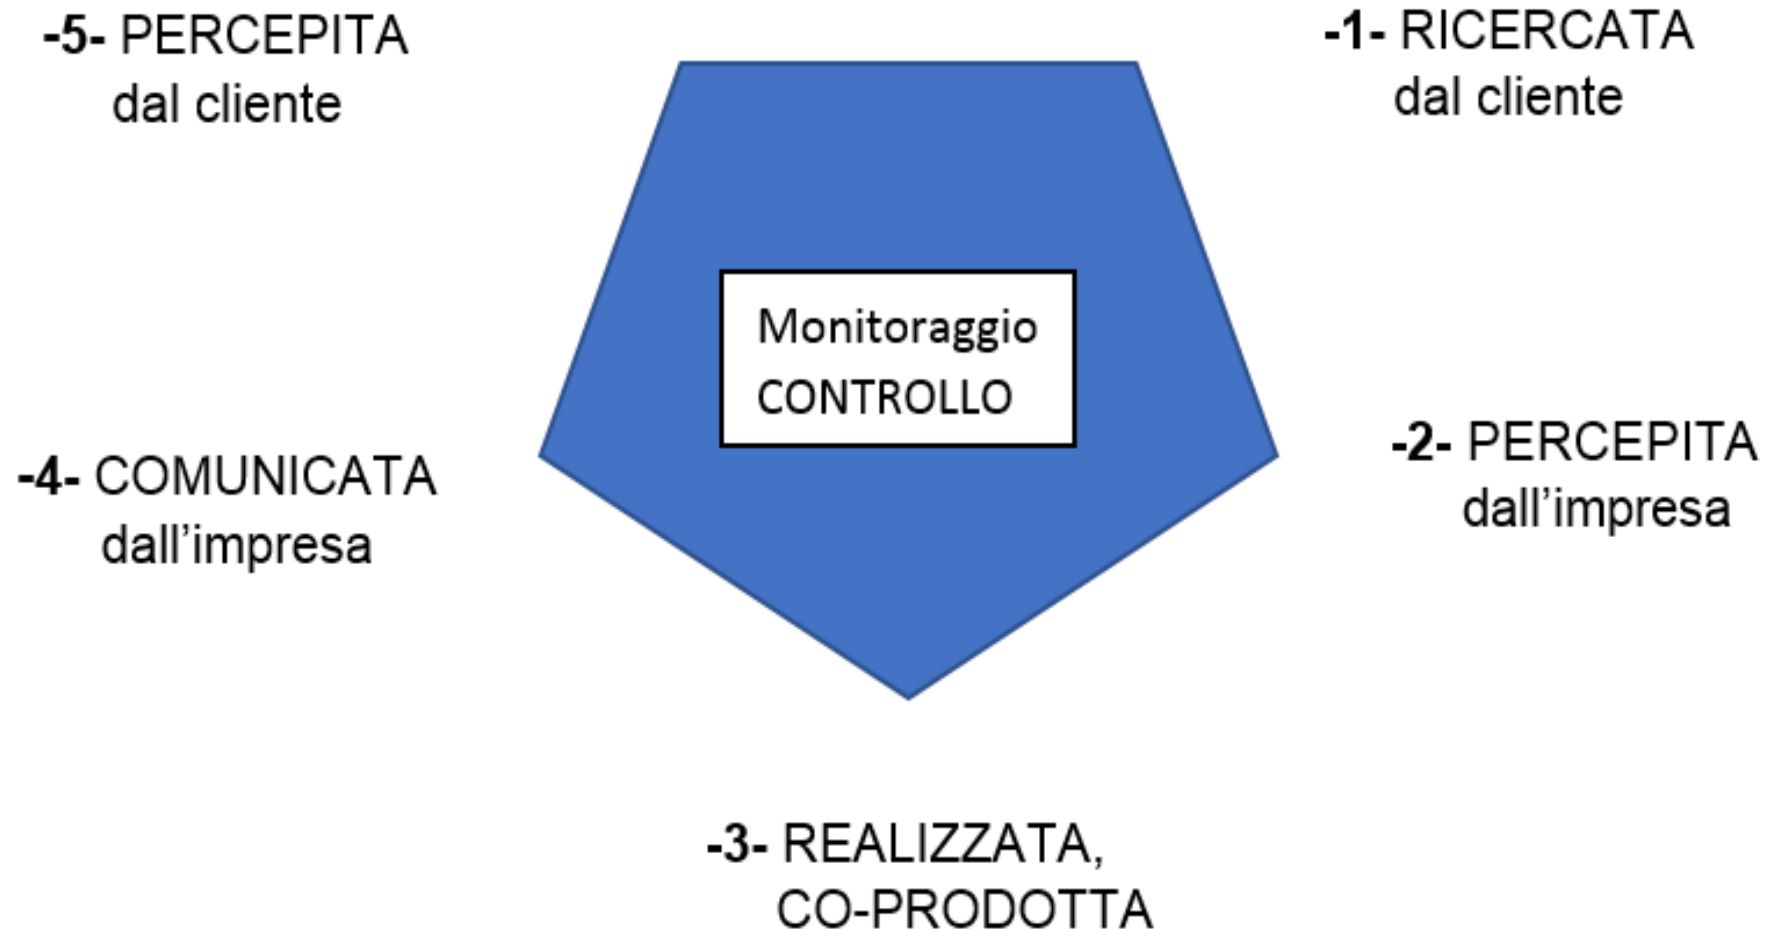 -5- PERCEPITA
dal cliente
-1- RICERCATA
dal cliente
Monitoraggio
CONTROLLO
-4- COMUNICATA
dall’impresa
-2- PERCEPITA
dall’impresa
-3- REALIZZATA,
CO-PRODOTTA